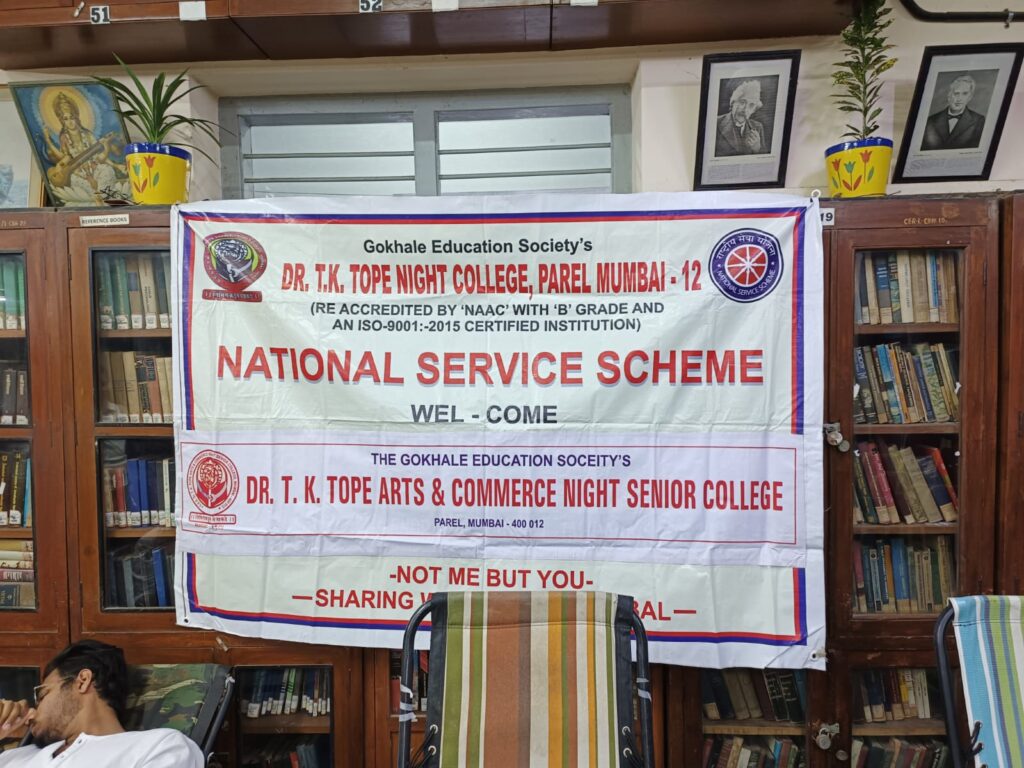 51
52
REFERENCE BOOKS
19
Gokhale Education Society's
DR. T.K. TOPE NIGHT COLLEGE, PAREL MUMBAI - 12
(RE ACCREDITED BY 'NAAC' WITH 'B' GRADE AND
AN ISO-9001:-2015 CERTIFIED INSTITUTION)
राष्ट्रीय सेवा योजना
NATIONAL SERVICE SCHEME
NATIONAL SERVICE SCHEME
WEL - COME
THE GOKHALE EDUCATION SOCEITY'S
DR. T. K. TOPE ARTS & COMMERCE NIGHT SENIOR COLLEGE
PAREL, MUMBAI - 400 012
-NOT ME BUT YOU-
SHARING